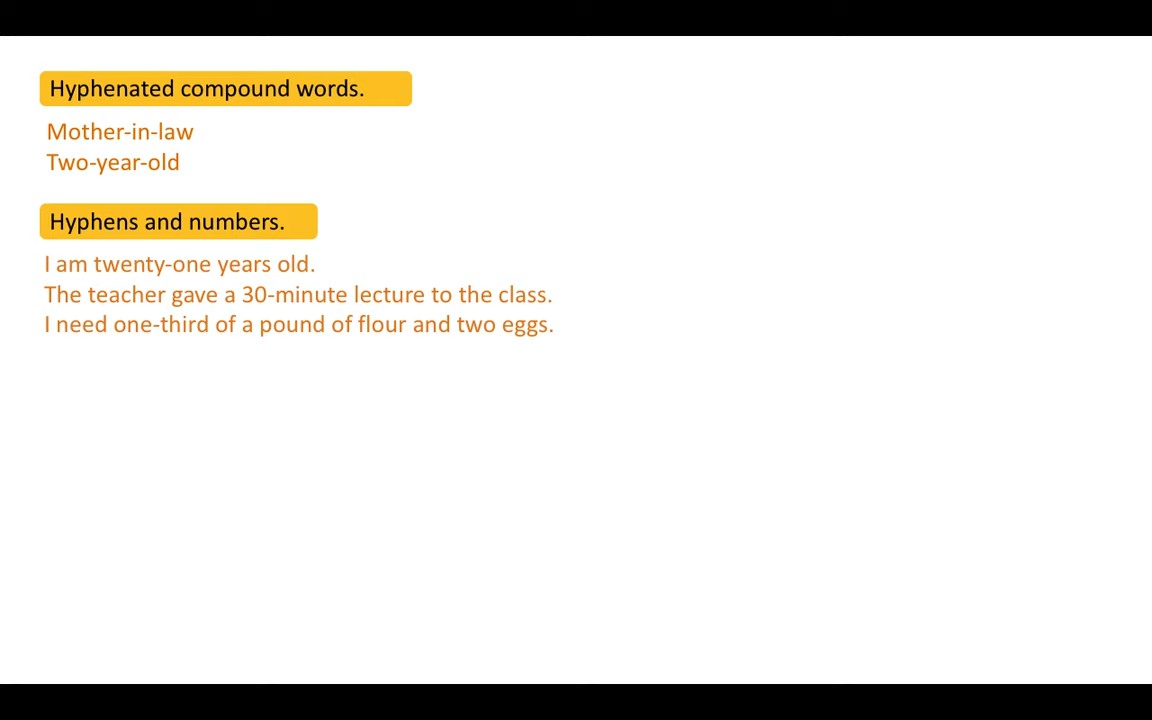 Hyphenated compound words.
Mother-in-law
Two-year-old
Hyphens and numbers.
I am twenty-one years old.
The teacher gave a 30-minute lecture to the class.
I need one-third of a pound of flour and two eggs.